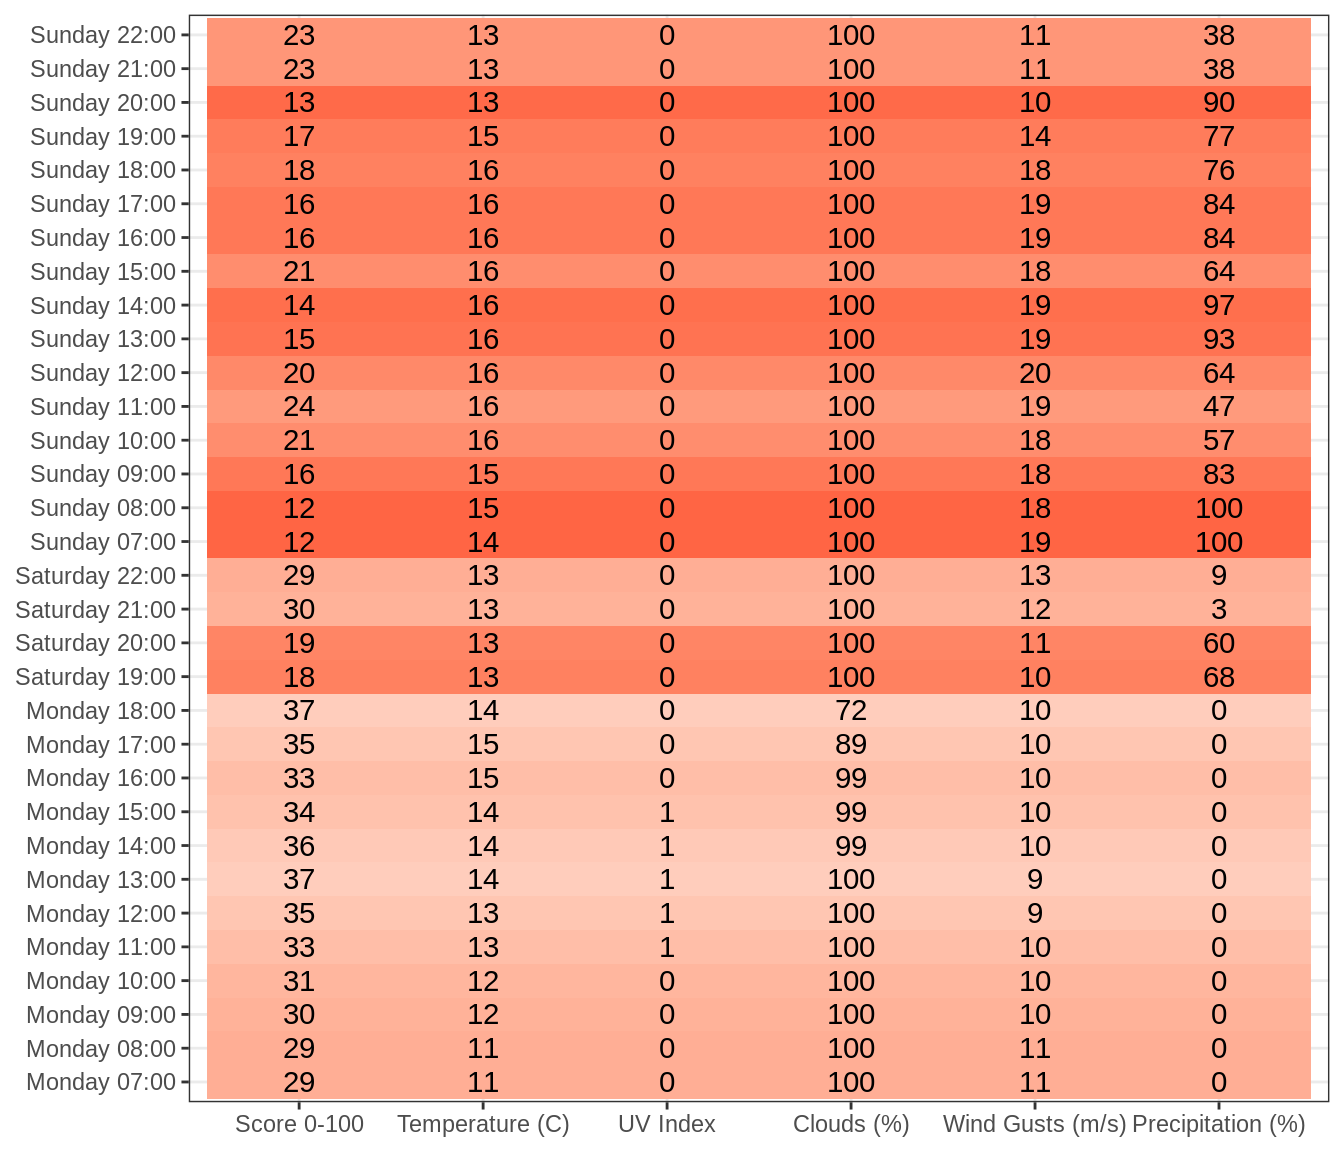 Sunday 22:00 23 13 0 100 11 38
Sunday 21:00 23 13 0 100 11 38
Sunday 20:00 13 13 0 100 10 90
Sunday 19:00 17 15 0 100 14 77
Sunday 18:00 18 16 0 100 18 76
Sunday 17:00 16 16 0 100 19 84
Sunday 16:00 16 16 0 100 19 84
Sunday 15:00 21 16 0 100 18 64
Sunday 14:00 14 16 0 100 19 97
Sunday 13:00 15 16 0 100 19 93
Sunday 12:00 20 16 0 100 20 64
Sunday 11:00 24 16 0 100 19 47
Sunday 10:00 21 16 0 100 18 57
Sunday 09:00 16 15 0 100 18 83
Sunday 08:00 12 15 0 100 18 100
Sunday 07:00 12 14 0 100 19 100
Saturday 22:00 29 13 0 100 13 9
Saturday 21:00 30 13 0 100 12 3
Saturday 20:00 19 13 0 100 11 60
Saturday 19:00 18 13 0 100 10 68
Monday 18:00 37 14 0 72 10 0
Monday 17:00 35 15 0 89 10 0
Monday 16:00 33 15 0 99 10 0
Monday 15:00 34 14 1 99 10 0
Monday 14:00 36 14 1 99 10 0
Monday 13:00 37 14 1 100 9 0
Monday 12:00 35 13 1 100 9 0
Monday 11:00 33 13 1 100 10 0
Monday 10:00 31 12 0 100 10 0
Monday 09:00 30 12 0 100 10 0
Monday 08:00 29 11 0 100 11 0
Monday 07:00 29 11 0 100 11 0
Score 0-100 Temperature (C) UV Index Clouds (%) Wind Gusts (m/s) Precipitation (%)